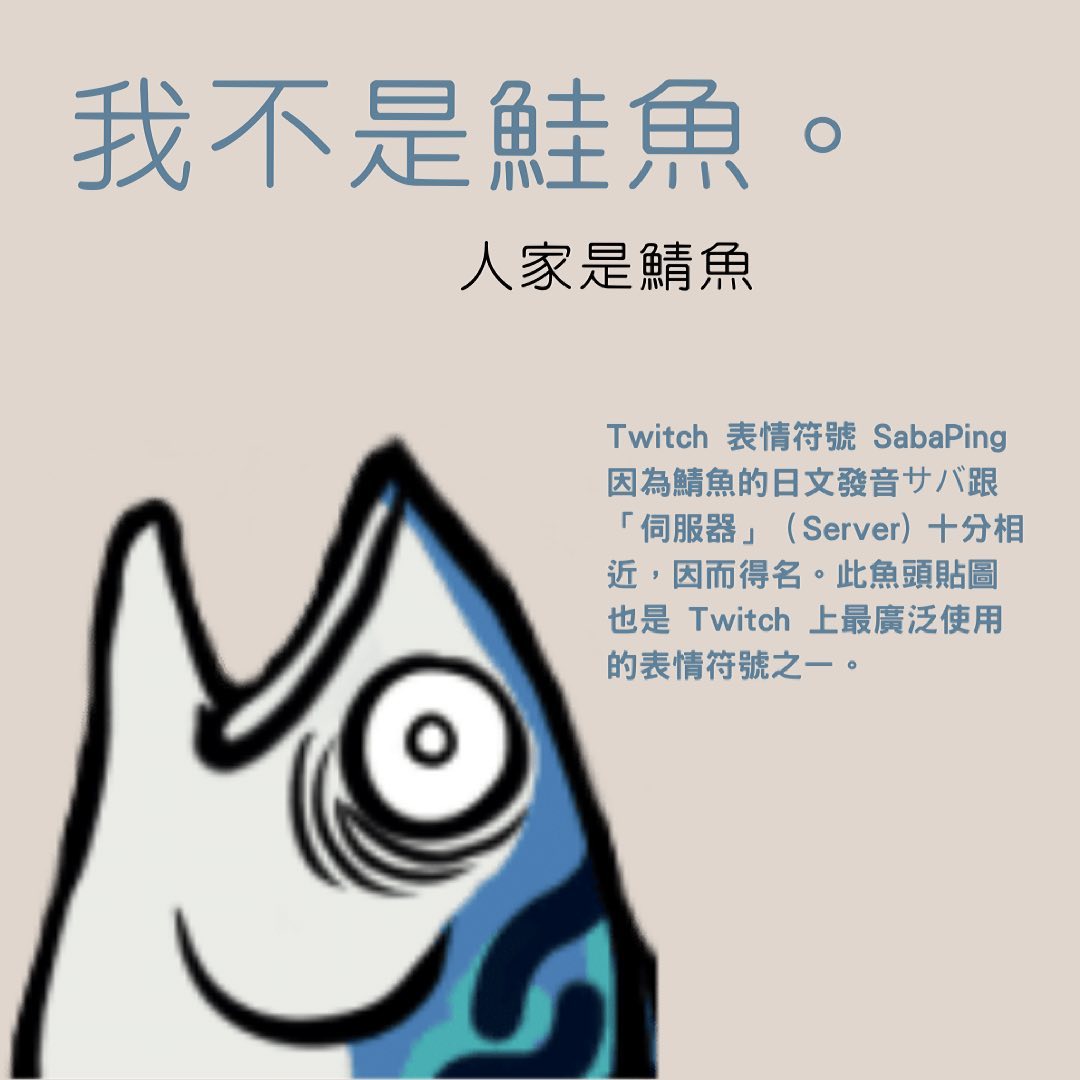 我不是鮭魚。
人家是鯖魚
Twitch 表情符號 SabaPing
因為鯖魚的日文發音サバ跟
「伺服器」（Server）十分相
近，因而得名。此魚頭貼圖
也是 Twitch 上最廣泛使用
的表情符號之一。